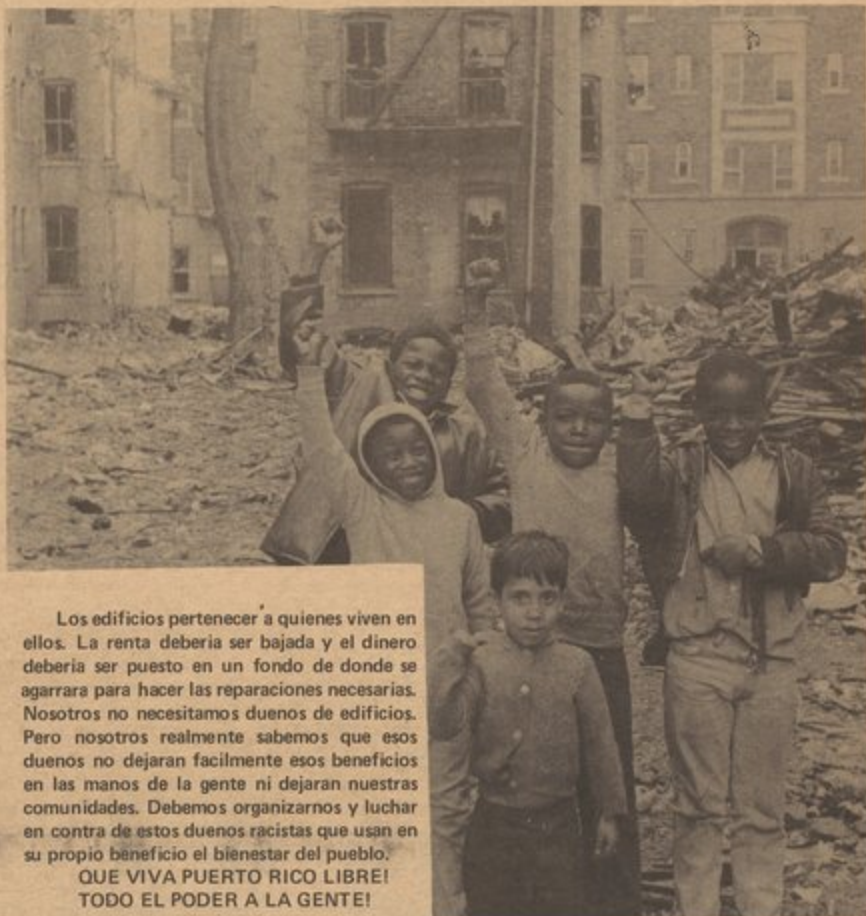 Los edificios pertenecer a quienes viven en
ellos. La renta deberia ser bajada y el dinero
deberia ser puesto en un fondo de donde se
agarrara para hacer las reparaciones necesarias.
Nosotros no necesitamos duenos de edificios.
Pero nosotros realmente sabemos que esos
duenos no dejaran facilmente esos beneficios
en las manos de la gente ni dejaran nuestras
comunidades. Debemos organizarnos y luchar
en contra de estos duenos racistas que usan en
su propio beneficio el bienestar del pueblo.
QUE VIVA PUERTO RICO LIBRE!
TODO EL PODER A LA GENTE!